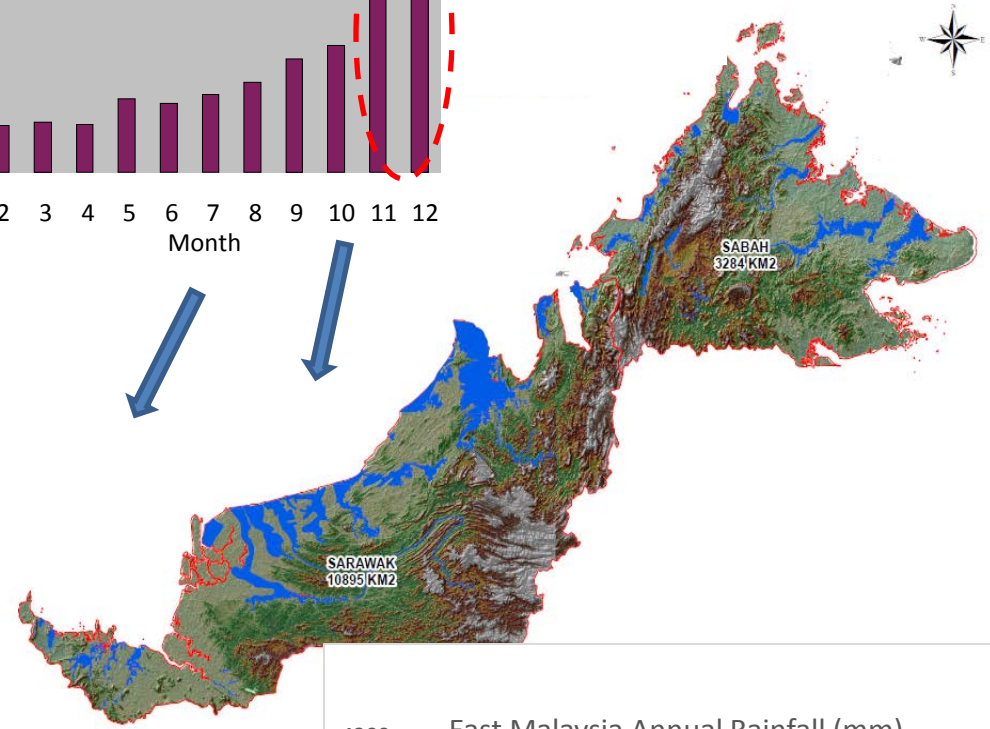 N
W E
S
2 3 4 5 6 7 8 9 10 11 12
Month
SABAH
3284 KM2
SARAWAK
10895 KM2
East Malaysia Annual Rainfall (mm)